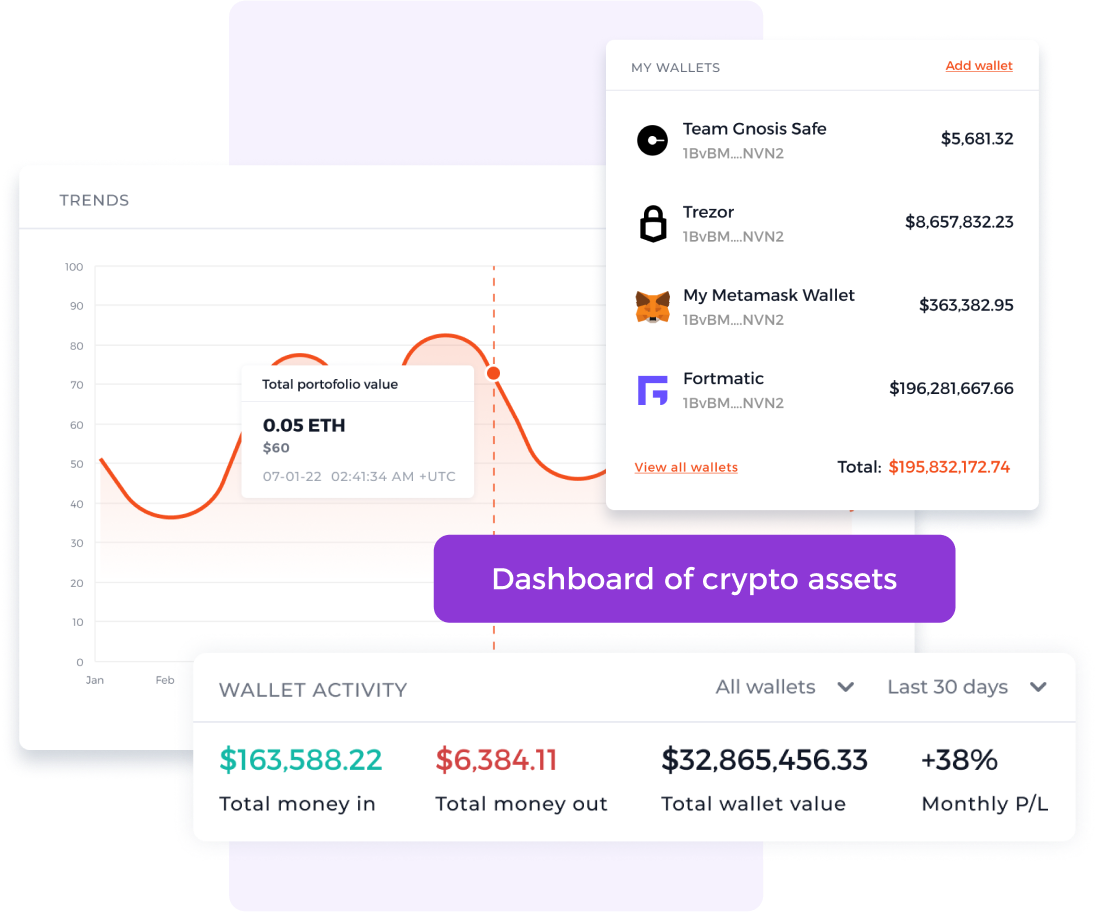 MY WALLETS
Add wallet
Team Gnosis Safe
1BvBM....NVN2
$5,681.32
Trezor
1BvBM....NVN2
$8,657,832.23
My Metamask Wallet
1BvBM....NVN2
$363,382.95
Fortmatic
1BvBM....NVN2
$196,281,667.66
View all wallets
Total: $195,832,172.74
TRENDS
100
90
80
70
60
50
40
30
20
10
0
Jan
Feb
Total portofolio value
0.05 ETH
$60
07-01-22 02:41:34 AM +UTC
Dashboard of crypto assets
WALLET ACTIVITY
All wallets
Last 30 days
$163,588.22
Total money in
$6,384.11
Total money out
$32,865,456.33
Total wallet value
+38%
Monthly P/L